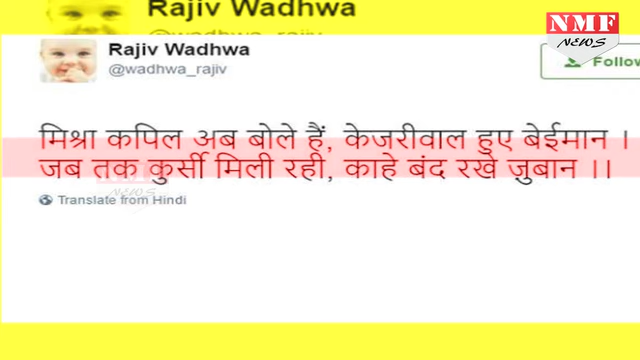 Rajiv Wadhwa
NMF
NEWS
Rajiv Wadhwa
@wadhwa_rajiv
Follow
मिश्रा कपिल अब बोले हैं, केजरीवाल हुए बेईमान ।
जब तक कुर्सी मिली रही, काहे बंद रखे ज़ुबान ।।
Translate from Hindi